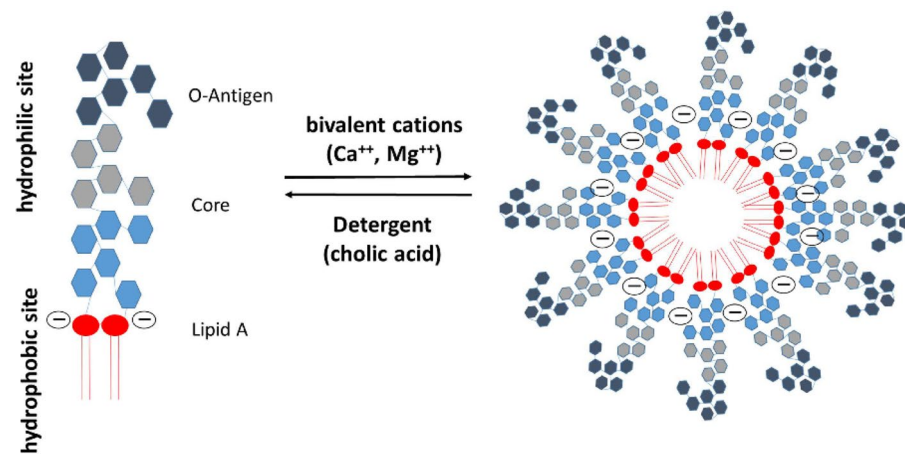 hydrophilic site
hydrophobic site
O-Antigen
Core
Lipid A
bivalent cations
(Ca⁺⁺, Mg⁺⁺)
Detergent
(cholic acid)